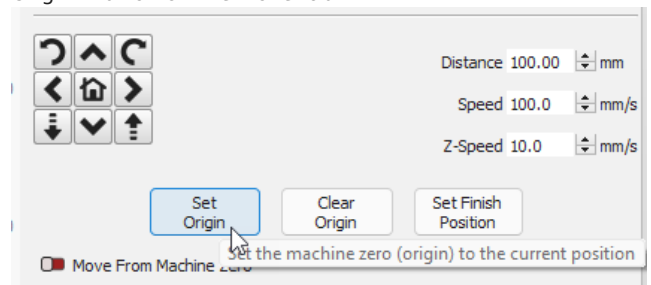 Distance 100.00 mm
Speed 100.0 mm/s
Z-Speed 10.0 mm/s
Set Origin
Clear Origin
Set Finish Position
Set the machine zero (origin) to the current position
Move From Machine Zero